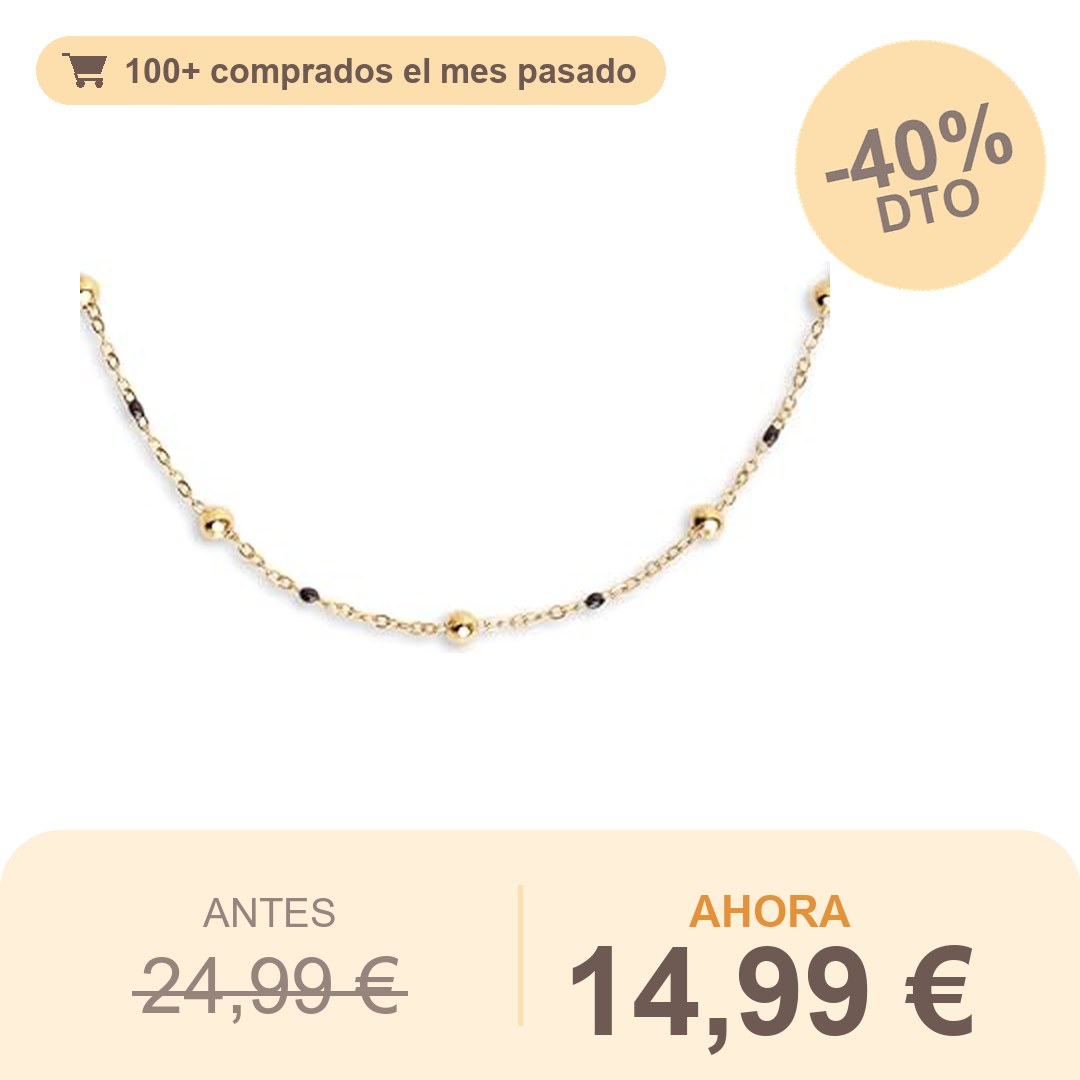 100+ comprados el mes pasado
-40%
DTO
ANTES
24,99 €
AHORA
14,99 €